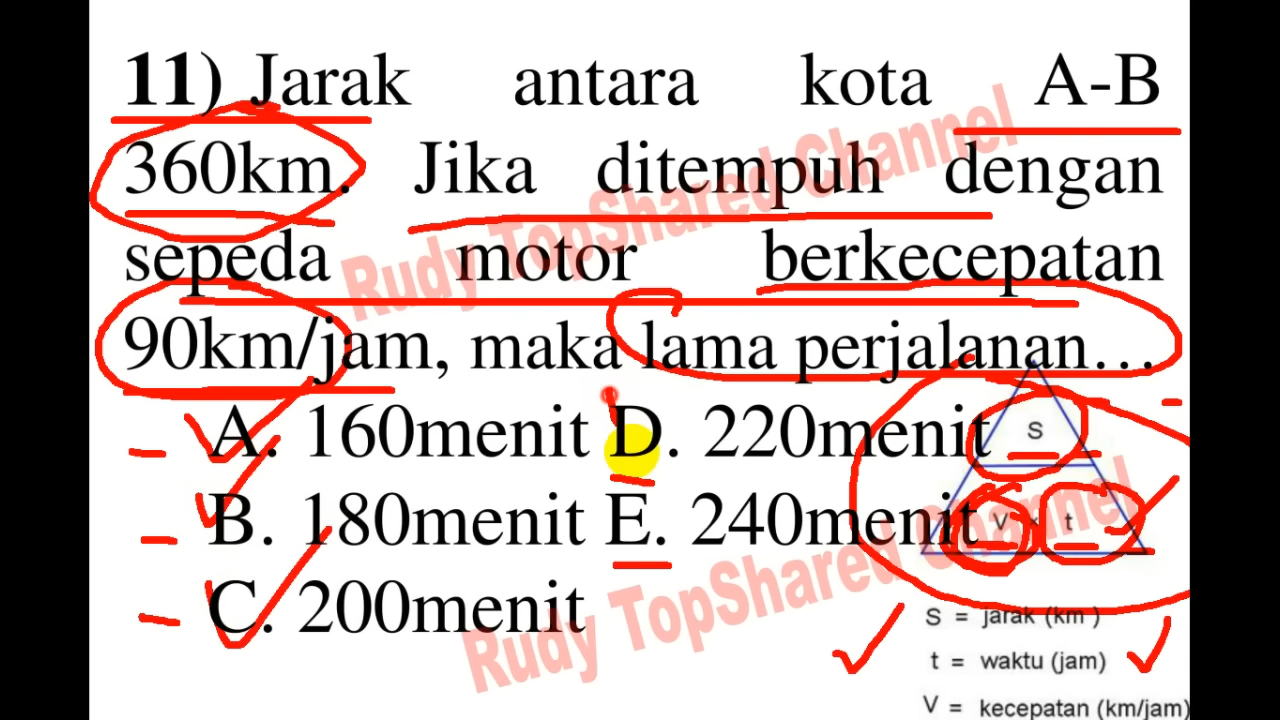 11) Jarak antara kota A-B
360km. Jika ditempuh dengan
sepeda motor berkecepatan
90km/jam, maka lama perjalanan…
A. 160menit D. 220menit
B. 180menit E. 240menit
C. 200menit
S
V x t
S = jarak (km )
t = waktu (jam)
V = kecepatan (km/jam)
Rudy TopShared Channel
Rudy TopShared Channel